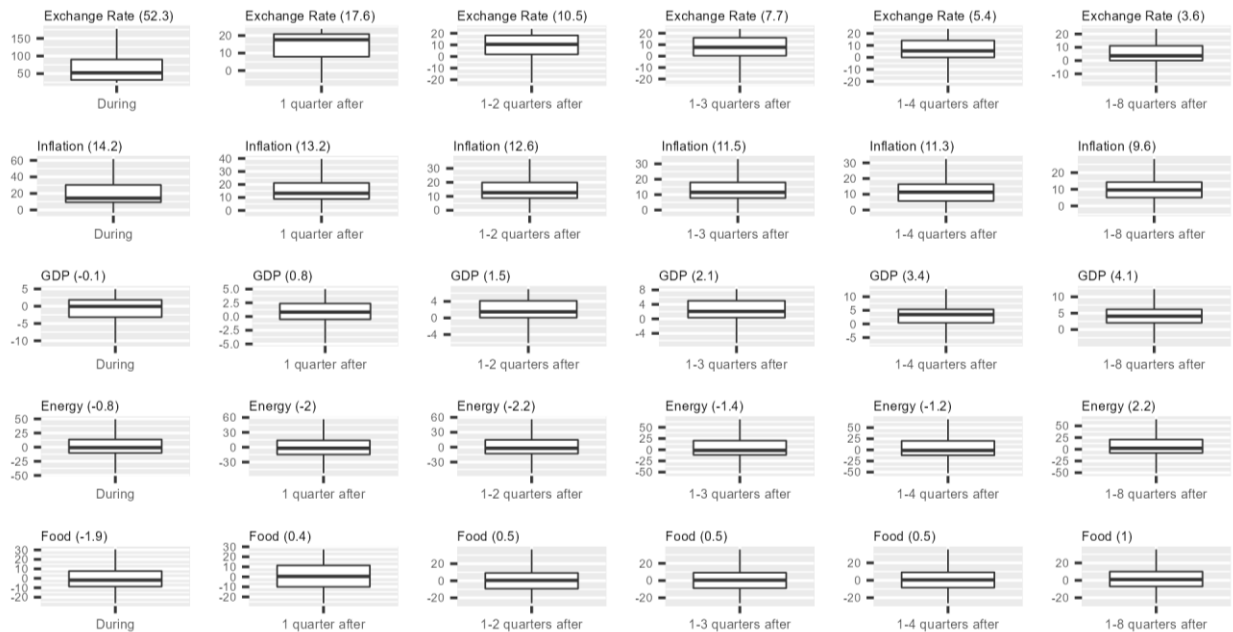 Exchange Rate (52.3) Exchange Rate (17.6) Exchange Rate (10.5) Exchange Rate (7.7) Exchange Rate (5.4) Exchange Rate (3.6)
150 20 20 20 20 20
100 10 10 10 10 10
50 0 0 0 0 0
-10 -10 -10 -10
-20 -20 -20
During 1 quarter after 1-2 quarters after 1-3 quarters after 1-4 quarters after 1-8 quarters after
Inflation (14.2) Inflation (13.2) Inflation (12.6) Inflation (11.5) Inflation (11.3) Inflation (9.6)
60 40 30 30 30 20
40 30 20 20 20 10
20 20 10 10 10 0
0 10 0 0 0
0
During 1 quarter after 1-2 quarters after 1-3 quarters after 1-4 quarters after 1-8 quarters after
GDP (-0.1) GDP (0.8) GDP (1.5) GDP (2.1) GDP (3.4) GDP (4.1)
5 5.0 4 8 10 10
0 2.5 0 4 5 5
-5 0.0 -4 0 0 0
-10 -2.5 -4 -5
-5.0
During 1 quarter after 1-2 quarters after 1-3 quarters after 1-4 quarters after 1-8 quarters after
Energy (-0.8) Energy (-2) Energy (-2.2) Energy (-1.4) Energy (-1.2) Energy (2.2)
50 60 60 50 50 50
25 30 30 25 25 25
0 0 0 0 0 0
-25 -30 -30 -25 -25 -25
-50 -50 -50 -50
During 1 quarter after 1-2 quarters after 1-3 quarters after 1-4 quarters after 1-8 quarters after
Food (-1.9) Food (0.4) Food (0.5) Food (0.5) Food (0.5) Food (1)
30 30 20 20 20 20
20 20 0 0 0 0
10 10 -20 -20 -20 -20
0 0
-10 -10
-20 -20
During 1 quarter after 1-2 quarters after 1-3 quarters after 1-4 quarters after 1-8 quarters after